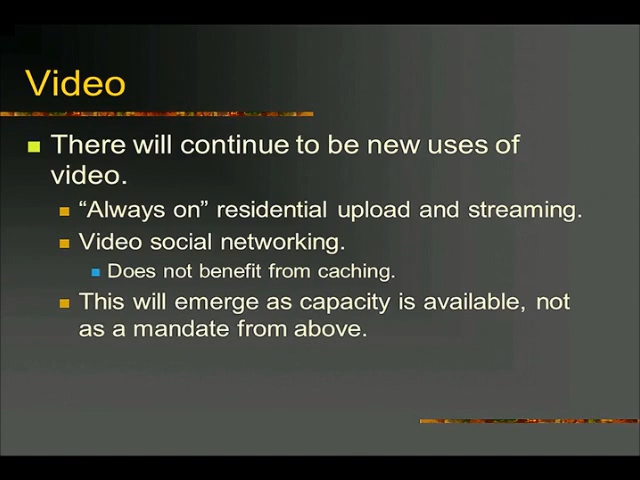 Video
There will continue to be new uses of
video.
“Always on” residential upload and streaming.
Video social networking.
Does not benefit from caching.
This will emerge as capacity is available, not
as a mandate from above.